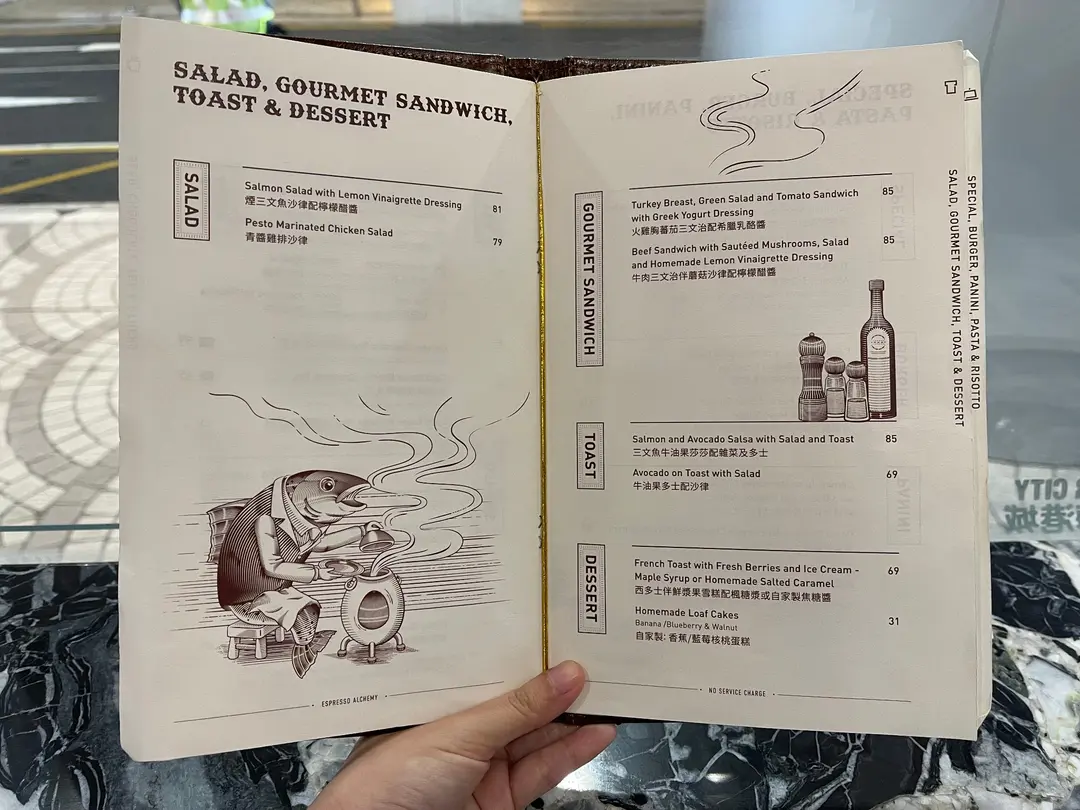 SALAD, GOURMET SANDWICH,
TOAST & DESSERT
SALAD
Salmon Salad with Lemon Vinaigrette Dressing 81
煙三文魚沙律配檸檬醋醬
Pesto Marinated Chicken Salad 79
青醬雞排沙律
ESPRESSO ALCHEMY
GOURMET SANDWICH
Turkey Breast, Green Salad and Tomato Sandwich 85
with Greek Yogurt Dressing
火雞胸蕃茄三文治配希臘乳酪醬
Beef Sandwich with Sautéed Mushrooms, Salad 85
and Homemade Lemon Vinaigrette Dressing
牛肉三文治伴蘑菇沙律配檸檬醋醬
TOAST
Salmon and Avocado Salsa with Salad and Toast 85
三文魚牛油果莎莎配雜菜及多士
Avocado on Toast with Salad 69
牛油果多士配沙律
DESSERT
French Toast with Fresh Berries and Ice Cream - 69
Maple Syrup or Homemade Salted Caramel
西多士伴鮮漿果雪糕配楓糖漿或自家製焦糖醬
Homemade Loaf Cakes 31
Banana /Blueberry & Walnut
自家製: 香蕉/藍莓核桃蛋糕
NO SERVICE CHARGE
SALAD, GOURMET SANDWICH, TOAST & DESSERT
SPECIAL, BURGER, PANINI, PASTA & RISOTTO
CITY
港城